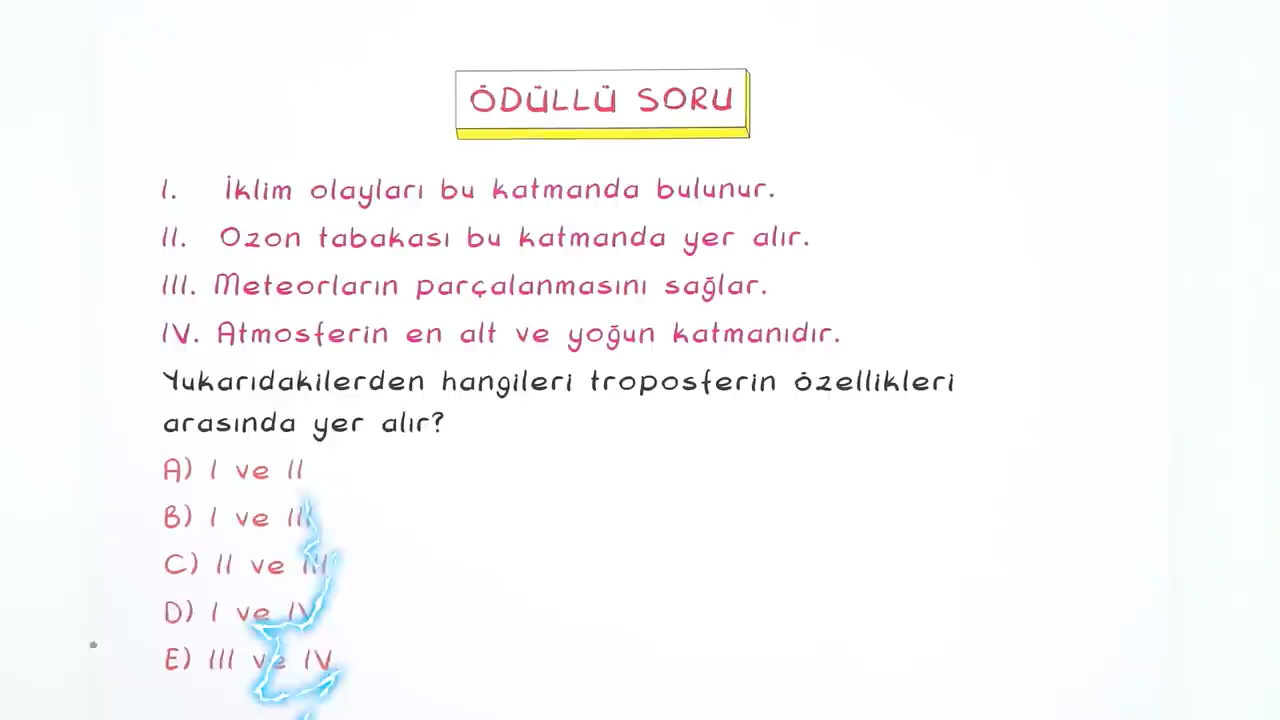 ÖDÜLLÜ SORU
I. İklim olayları bu katmanda bulunur.
II. Ozon tabakası bu katmanda yer alır.
III. Meteorların parçalanmasını sağlar.
IV. Atmosferin en alt ve yoğun katmanıdır.
Yukarıdakilerden hangileri troposferin özellikleri
arasında yer alır?
A) I ve II
B) I ve III
C) II ve III
D) I ve IV
E) III ve IV